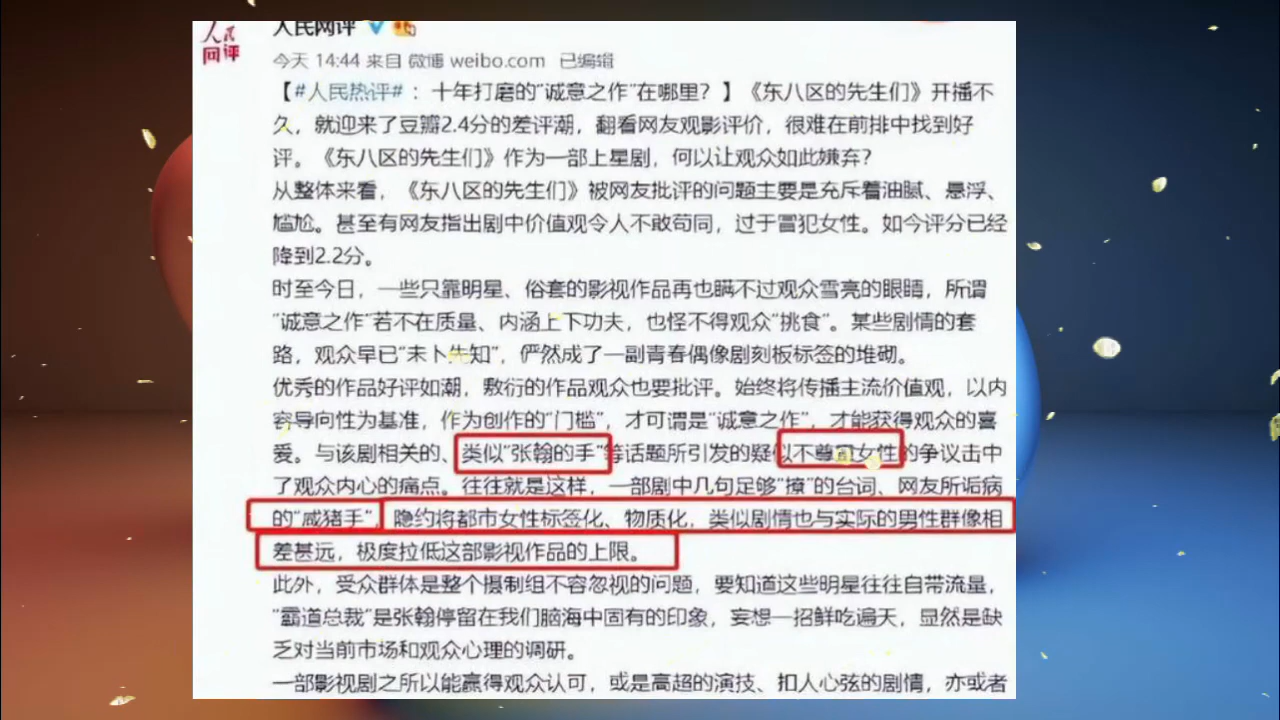 人民网评
人民
网评
今天 14:44 来自 微博 weibo.com 已编辑
【#人民热评#：十年打磨的“诚意之作”在哪里？】《东八区的先生们》开播不
久，就迎来了豆瓣2.4分的差评潮，翻看网友观影评价，很难在前排中找到好
评。《东八区的先生们》作为一部上星剧，何以让观众如此嫌弃？
从整体来看，《东八区的先生们》被网友批评的问题主要是充斥着油腻、悬浮、
尴尬。甚至有网友指出剧中价值观令人不敢苟同，过于冒犯女性。如今评分已经
降到2.2分。
时至今日，一些只靠明星、俗套的影视作品再也瞒不过观众雪亮的眼睛，所谓
“诚意之作”若不在质量、内涵上下功夫，也怪不得观众“挑食”。某些剧情的套
路，观众早已“未卜先知”，俨然成了一副青春偶像剧刻板标签的堆砌。
优秀的作品好评如潮，敷衍的作品观众也要批评。始终将传播主流价值观，以内
容导向性为基准，作为创作的“门槛”，才可谓是“诚意之作”，才能获得观众的喜
爱。与该剧相关的、类似“张翰的手”等话题所引发的疑似不尊重女性的争议击中
了观众内心的痛点。往往就是这样，一部剧中几句足够“撩”的台词、网友所诟病
的“咸猪手”，隐约将都市女性标签化、物质化，类似剧情也与实际的男性群像相
差甚远，极度拉低这部影视作品的上限。
此外，受众群体是整个摄制组不容忽视的问题，要知道这些明星往往自带流量，
“霸道总裁”是张翰停留在我们脑海中固有的印象，妄想一招鲜吃遍天，显然是缺
乏对当前市场和观众心理的调研。
一部影视剧之所以能赢得观众认可，或是高超的演技、扣人心弦的剧情，亦或者